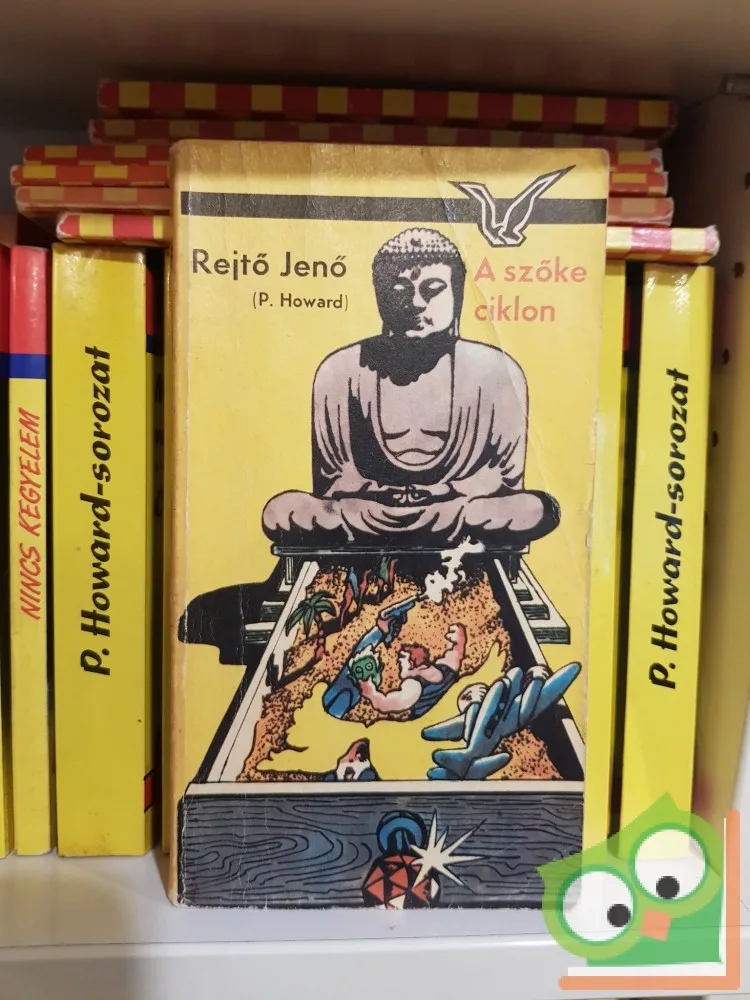 Rejtő Jenő
(P. Howard)
A szőke
ciklon
NINCS KEGYELEM
P. Howard-sorozat
P. Howard-sorozat